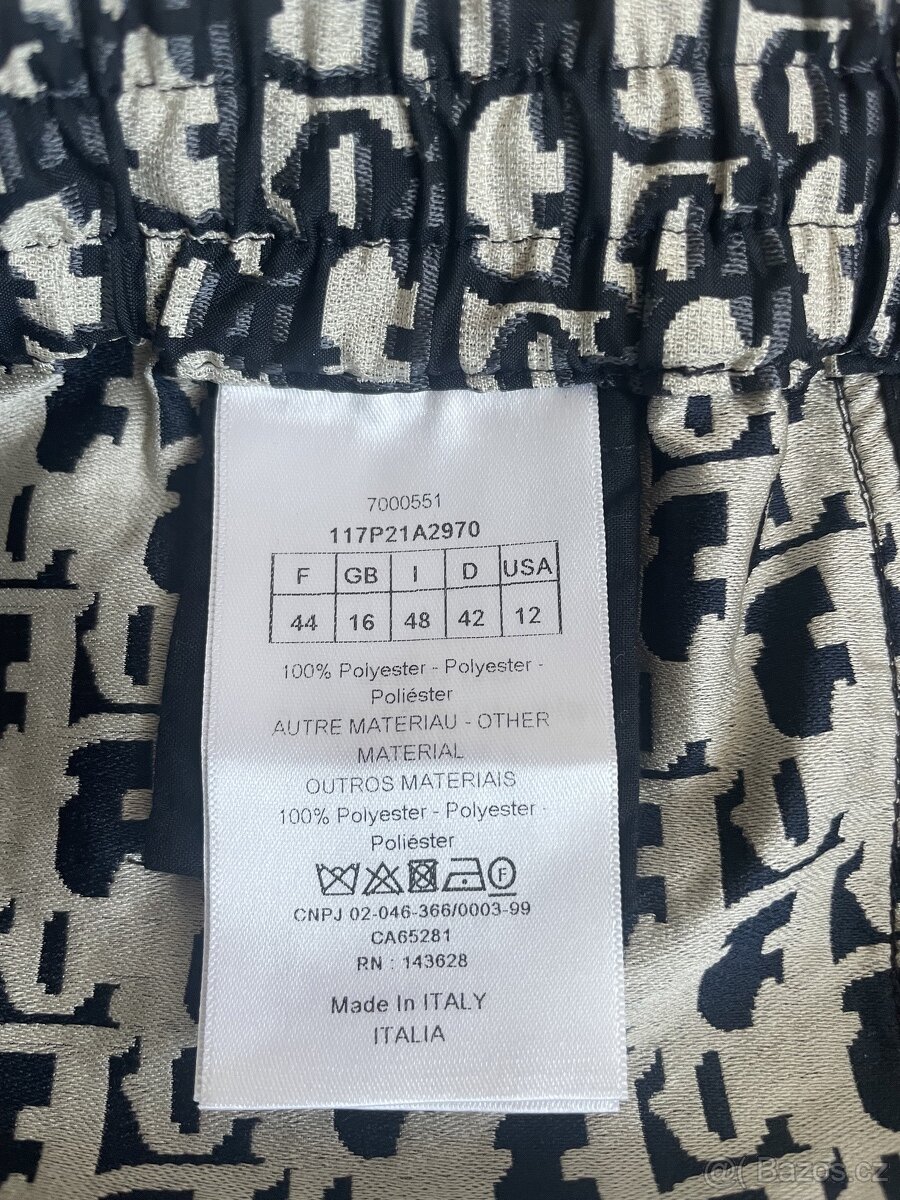 7000551
117P21A2970
F GB I D USA
44 16 48 42 12
100% Polyester - Polyester -
Poliéster
AUTRE MATERIAU - OTHER
MATERIAL
OUTROS MATERIAIS
100% Polyester - Polyester -
Poliéster
F
CNPJ 02-046-366/0003-99
CA65281
RN : 143628
Made In ITALY
ITALIA
Bazos.cz